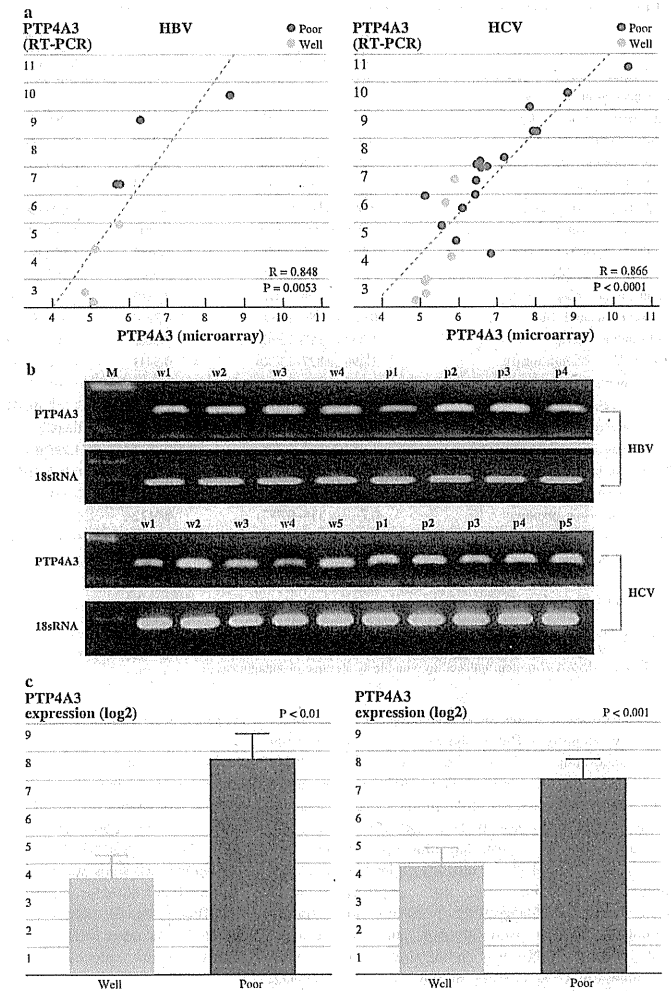 a
PTP4A3
(RT-PCR)
HBV
Poor
Well
11
10
9
8
7
6
5
4
3
R = 0.848
P = 0.0053
4 5 6 7 8 9 10 11
PTP4A3 (microarray)
PTP4A3
(RT-PCR)
HCV
Poor
Well
11
10
9
8
7
6
5
4
3
R = 0.866
P < 0.0001
4 5 6 7 8 9 10 11
PTP4A3 (microarray)
b
M w1 w2 w3 w4 p1 p2 p3 p4
PTP4A3
18sRNA
HBV
w1 w2 w3 w4 w5 p1 p2 p3 p4 p5
PTP4A3
18sRNA
HCV
c
PTP4A3
expression (log2)
P < 0.01
9
8
7
6
5
4
3
2
1
Well Poor
PTP4A3
expression (log2)
P < 0.001
9
8
7
6
5
4
3
2
1
Well Poor